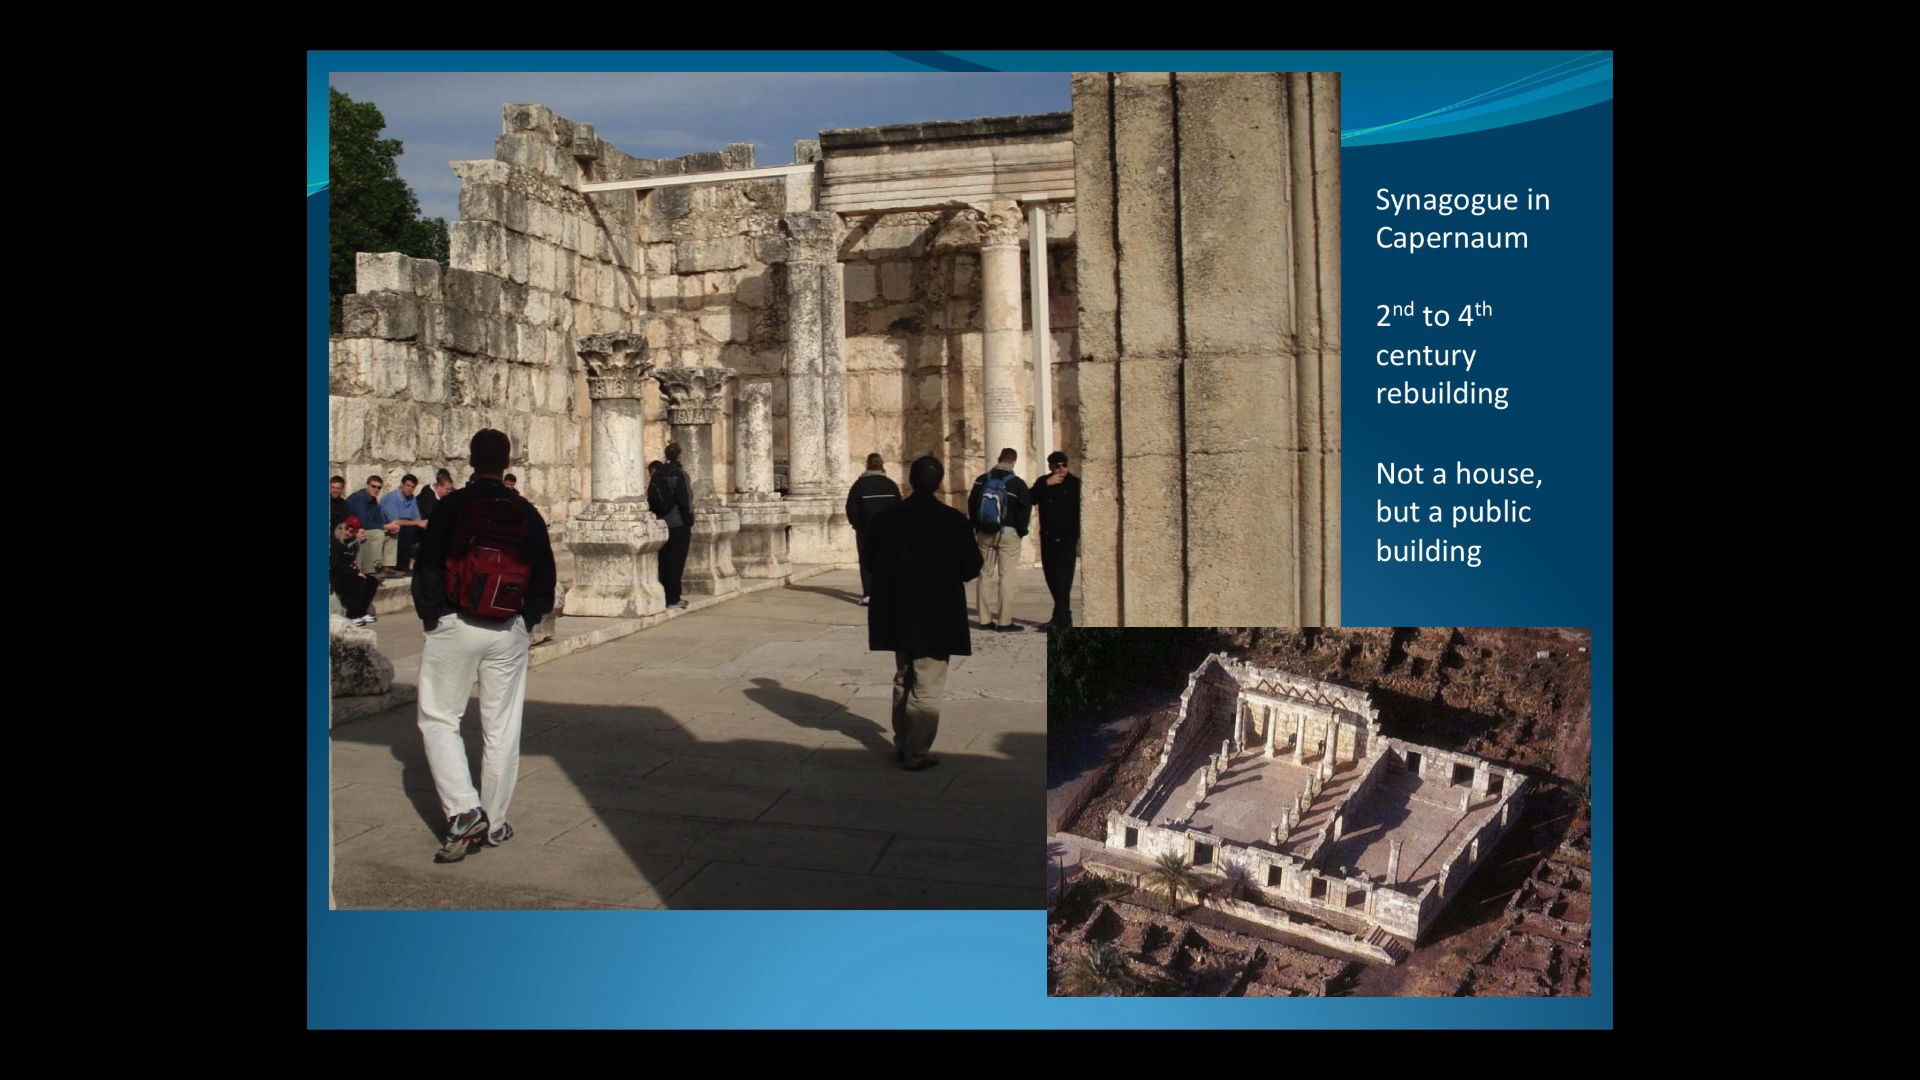 Synagogue in
Capernaum
2nd to 4th
century
rebuilding
Not a house,
but a public
building